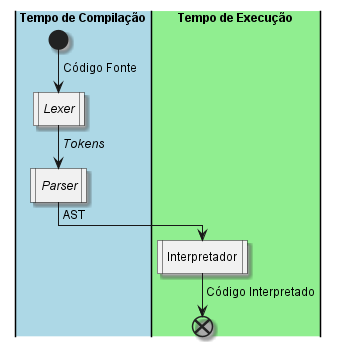 Tempo de Compilação
Tempo de Execução
Código Fonte
Lexer
Tokens
Parser
AST
Interpretador
Código Interpretado